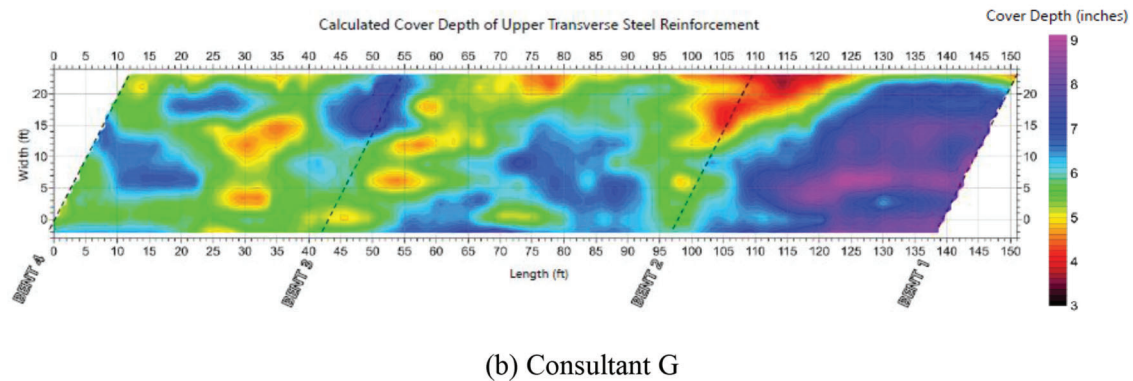 Calculated Cover Depth of Upper Transverse Steel Reinforcement
Cover Depth (inches)
0 5 10 15 20 25 30 35 40 45 50 55 60 65 70 75 80 85 90 95 100 105 110 115 120 125 130 135 140 145 150
Width (ft)
20
15
10
5
0
20
15
10
5
0
9
8
7
6
5
4
3
0 5 10 15 20 25 30 35 40 45 50 55 60 65 70 75 80 85 90 95 100 105 110 115 120 125 130 135 140 145 150
Length (ft)
BENT 4
BENT 3
BENT 2
BENT 1
(b) Consultant G